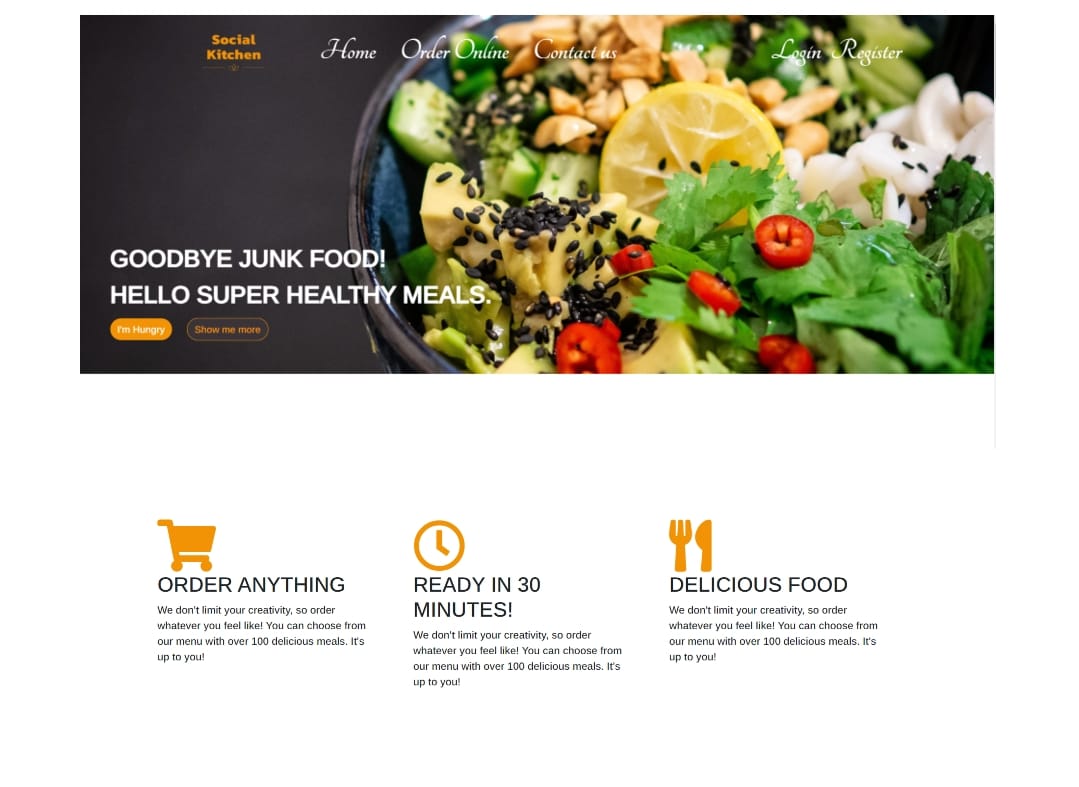 Social
Kitchen
Home Order Online Contact us Login Register
GOODBYE JUNK FOOD!
HELLO SUPER HEALTHY MEALS.
I'm Hungry Show me more
ORDER ANYTHING
We don't limit your creativity, so order
whatever you feel like! You can choose from
our menu with over 100 delicious meals. It's
up to you!
READY IN 30
MINUTES!
We don't limit your creativity, so order
whatever you feel like! You can choose from
our menu with over 100 delicious meals. It's
up to you!
DELICIOUS FOOD
We don't limit your creativity, so order
whatever you feel like! You can choose from
our menu with over 100 delicious meals. It's
up to you!